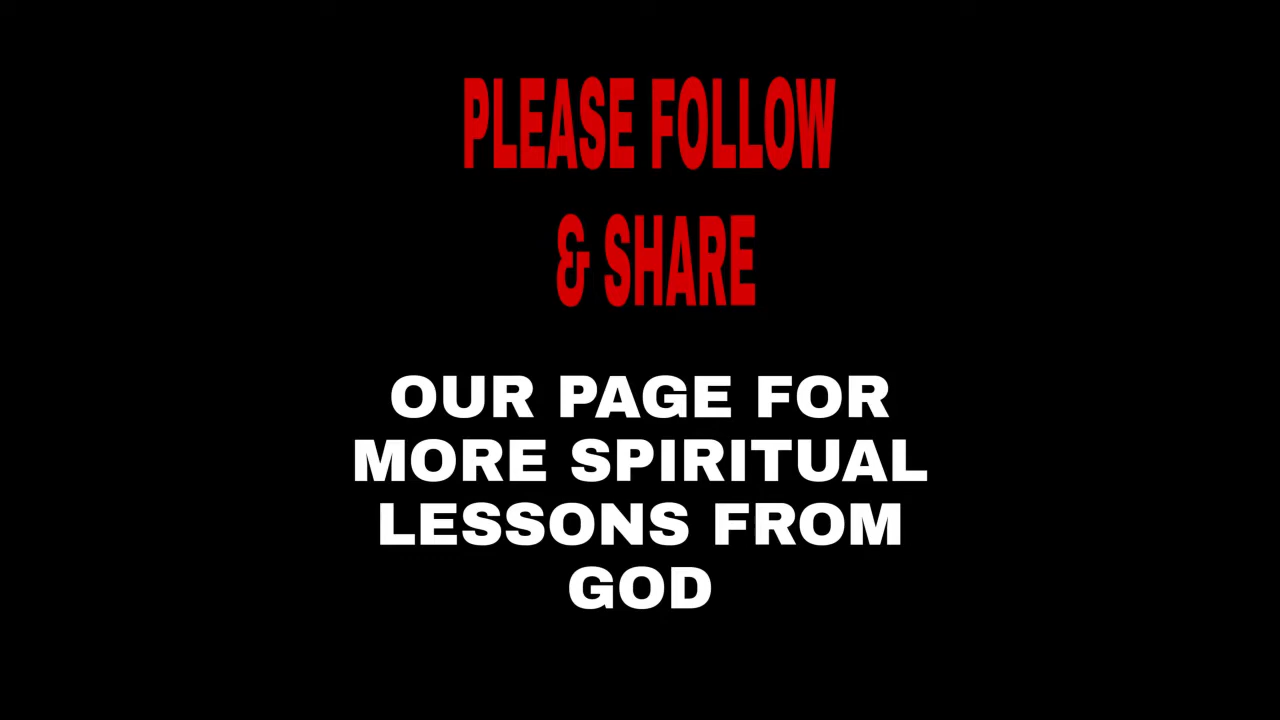 PLEASE FOLLOW
& SHARE
OUR PAGE FOR
MORE SPIRITUAL
LESSONS FROM
GOD